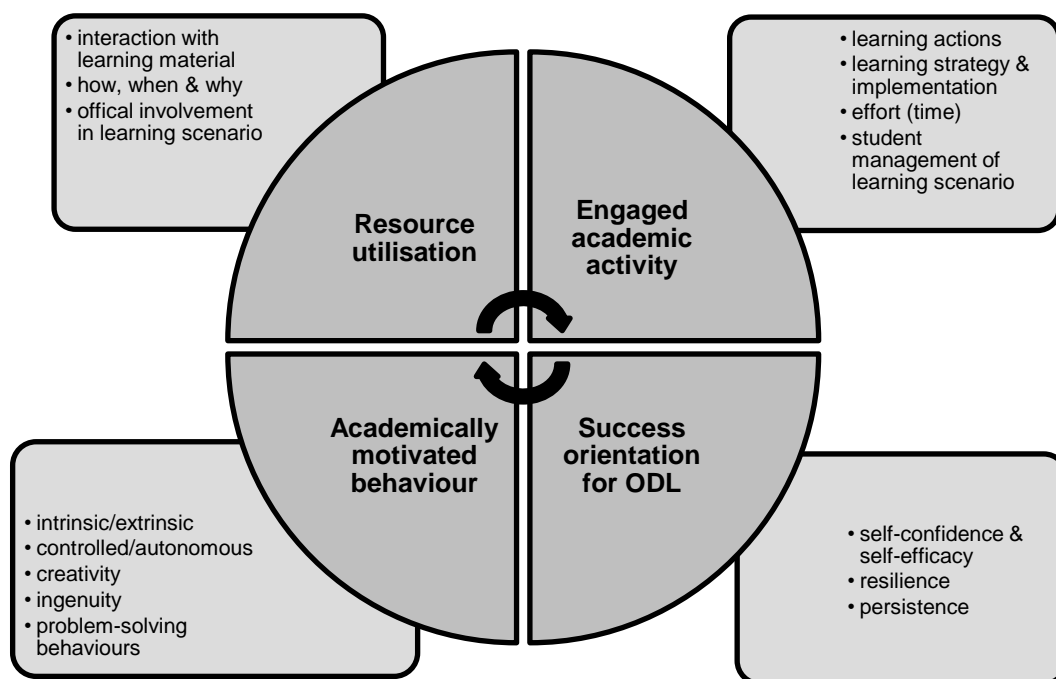 • interaction with
learning material
• how, when & why
• offical involvement
in learning scenario
• learning actions
• learning strategy &
implementation
• effort (time)
• student
management of
learning scenario
Resource
utilisation
Engaged
academic
activity
Academically
motivated
behaviour
Success
orientation
for ODL
• intrinsic/extrinsic
• controlled/autonomous
• creativity
• ingenuity
• problem-solving
behaviours
• self-confidence &
self-efficacy
• resilience
• persistence